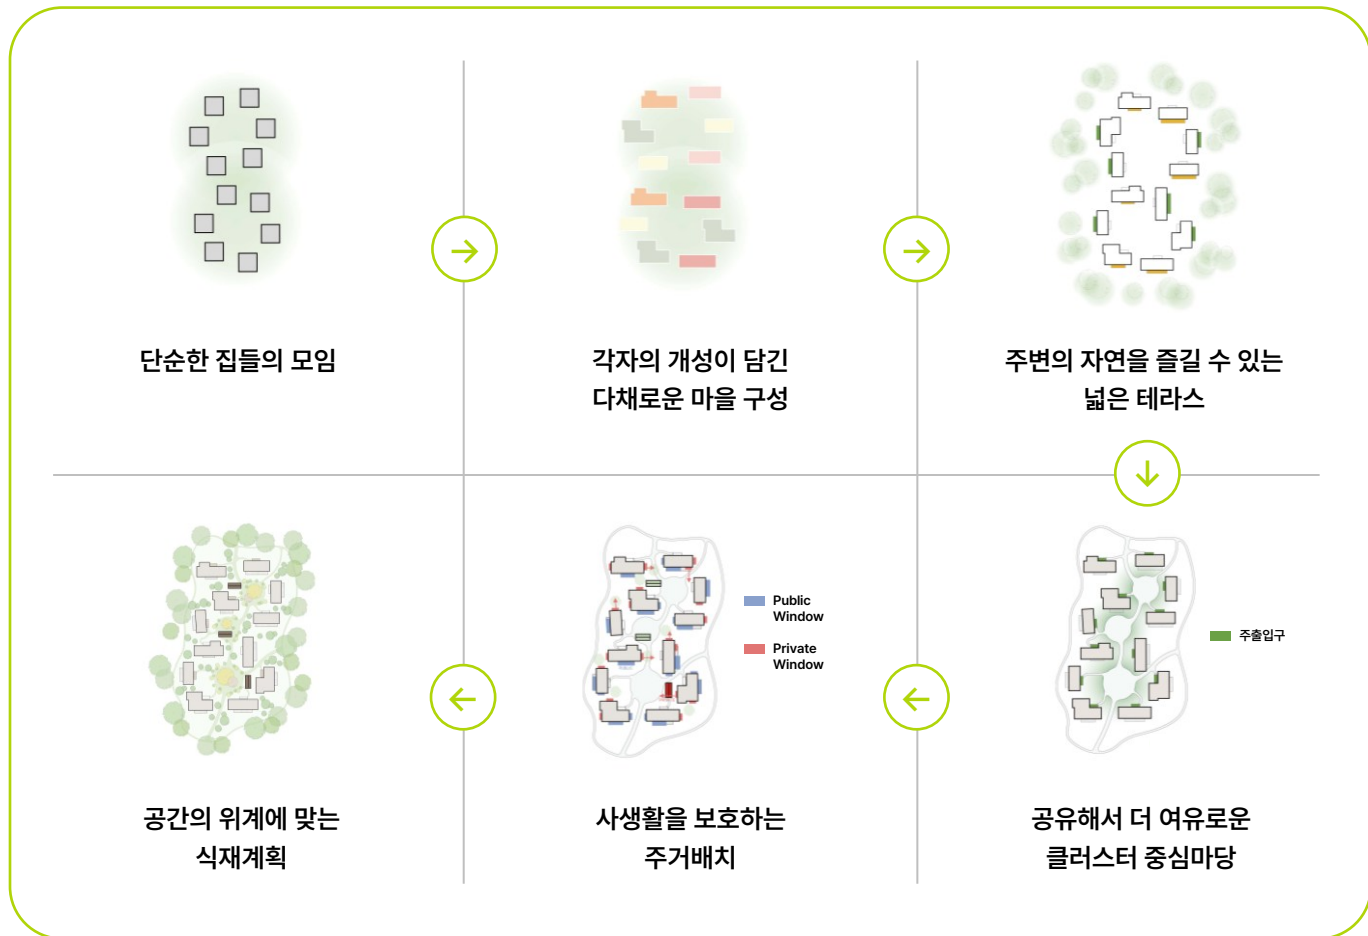 단순한 집들의 모임
각자의 개성이 담긴
다채로운 마을 구성
주변의 자연을 즐길 수 있는
넓은 테라스
공간의 위계에 맞는
식재계획
Public
Window
Private
Window
사생활을 보호하는
주거배치
주출입구
공유해서 더 여유로운
클러스터 중심마당